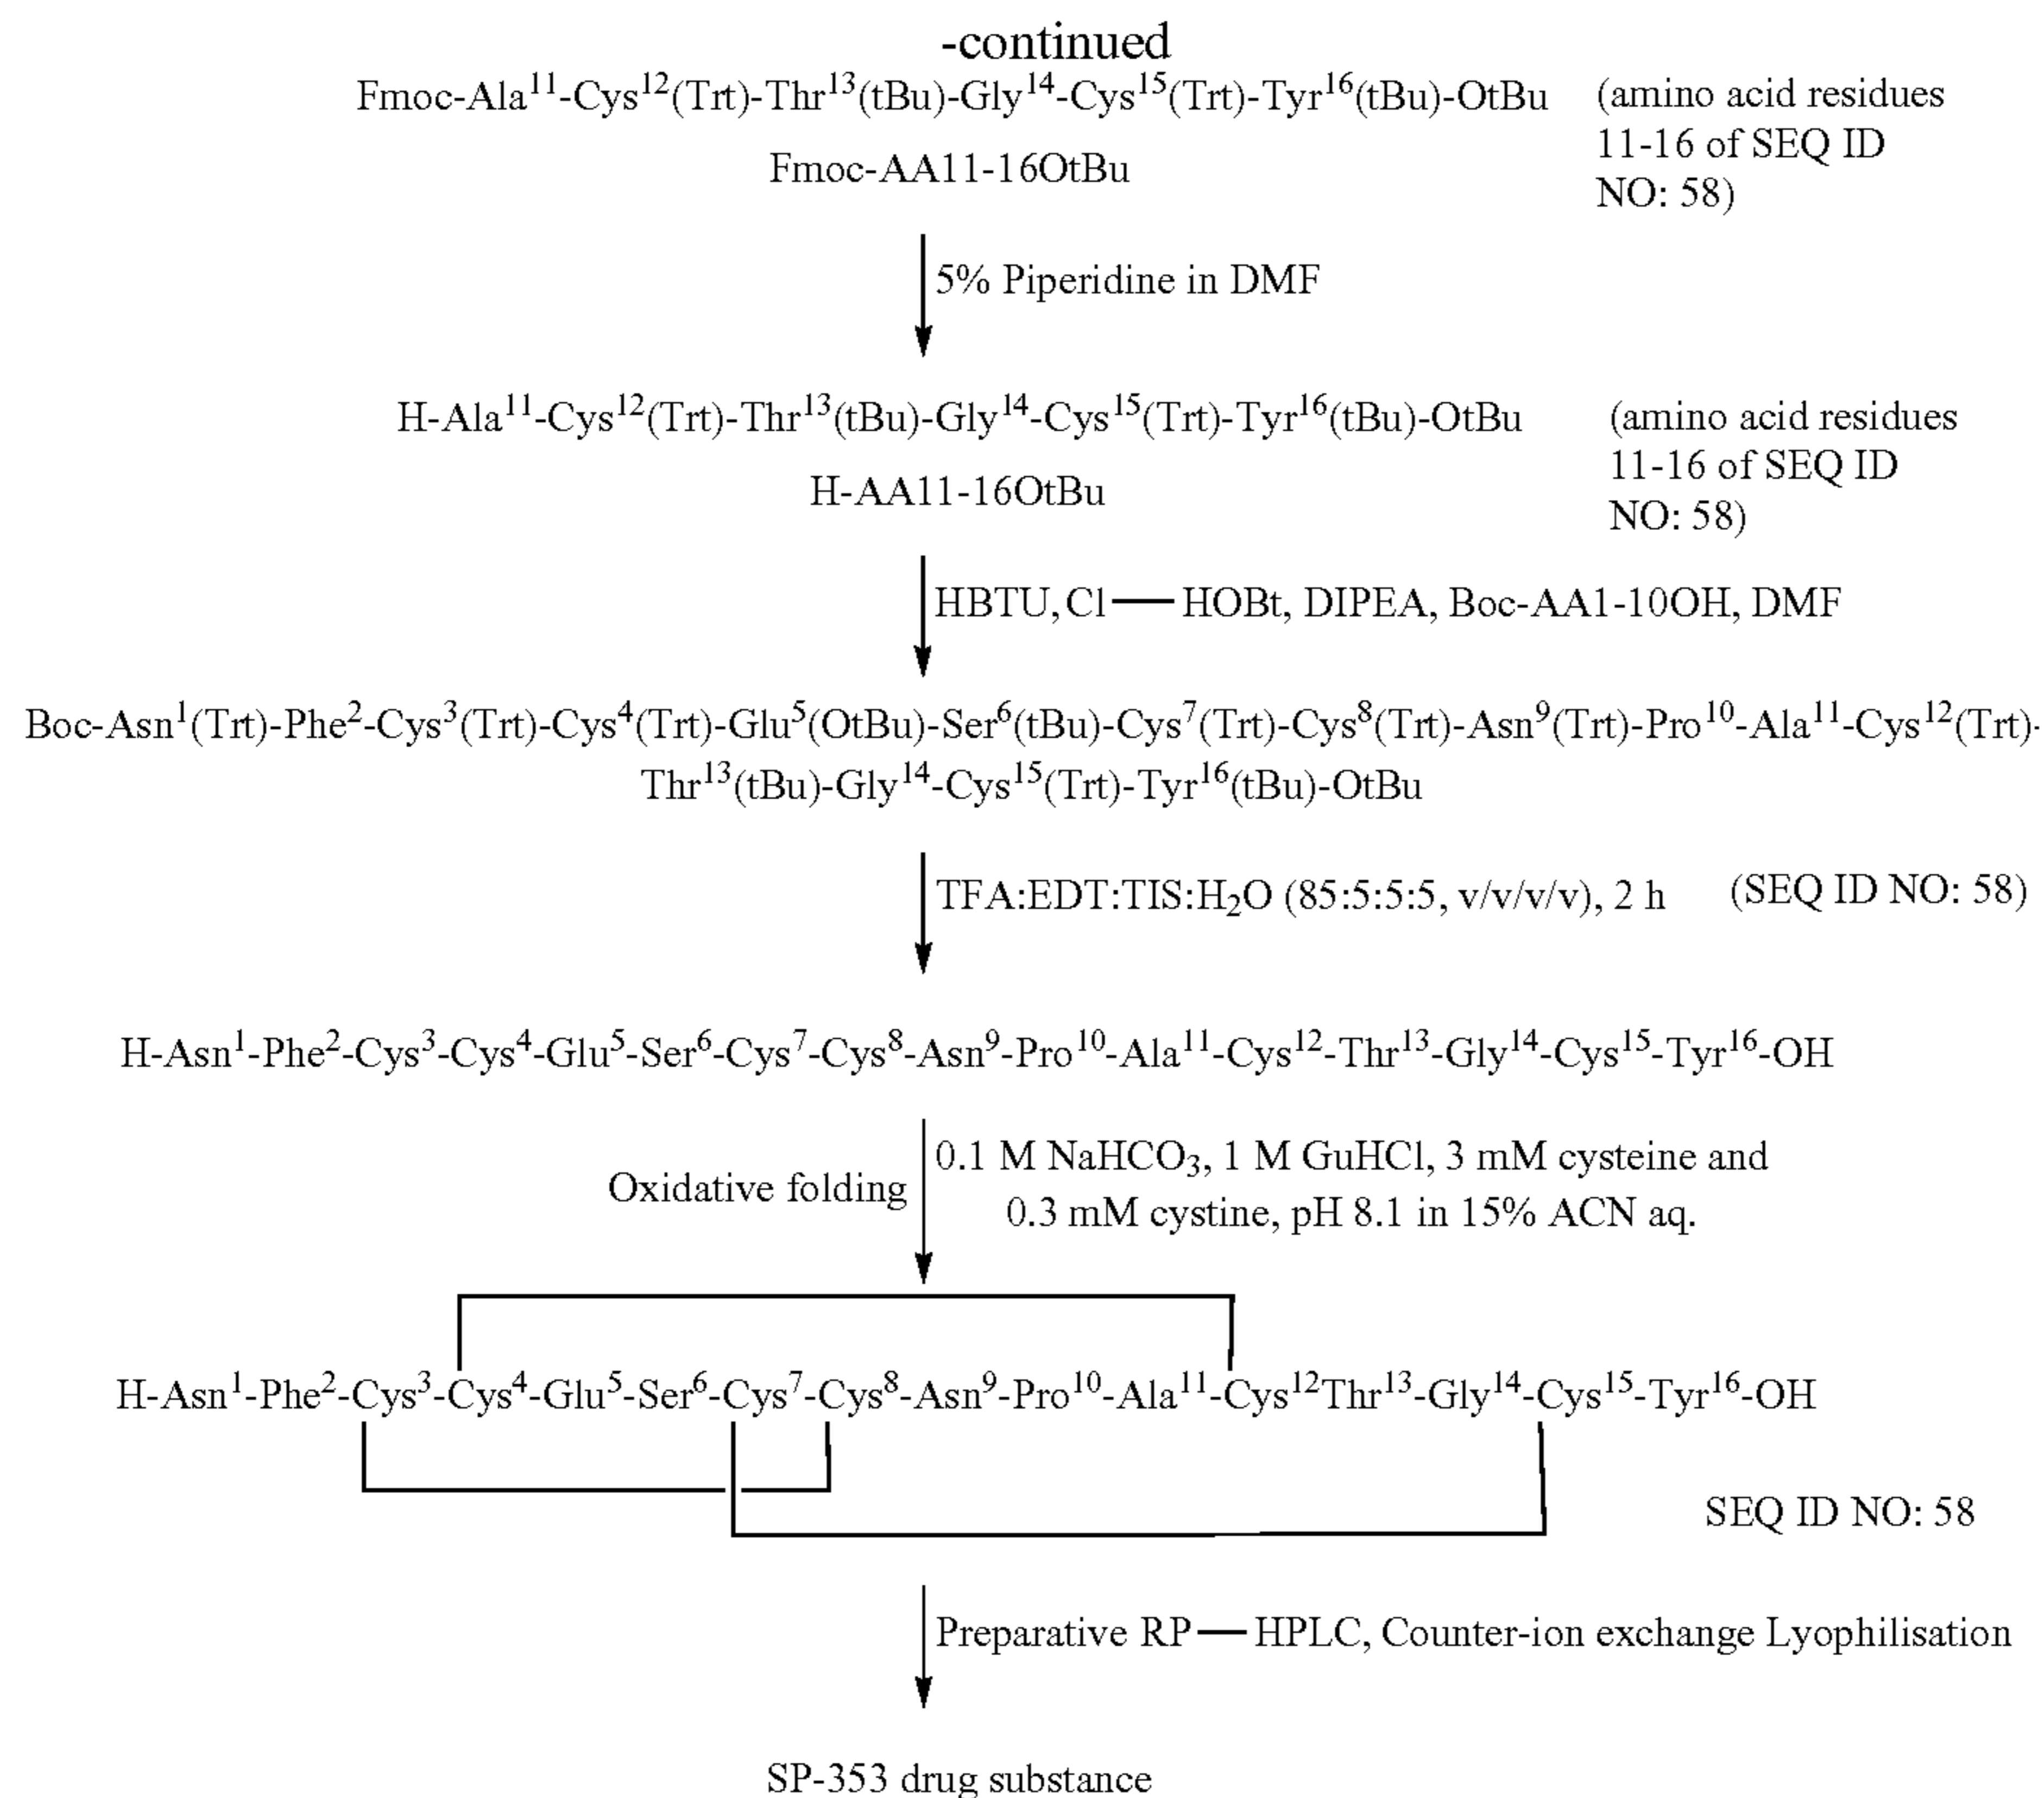 -continued
Fmoc-Ala¹¹-Cys¹²(Trt)-Thr¹³(tBu)-Gly¹⁴-Cys¹⁵(Trt)-Tyr¹⁶(tBu)-OtBu (amino acid residues
11-16 of SEQ ID
Fmoc-AA11-16OtBu
NO: 58)
5% Piperidine in DMF
H-Ala¹¹-Cys¹²(Trt)-Thr¹³(tBu)-Gly¹⁴-Cys¹⁵(Trt)-Tyr¹⁶(tBu)-OtBu (amino acid residues
11-16 of SEQ ID
H-AA11-16OtBu
NO: 58)
HBTU, Cl—HOBt, DIPEA, Boc-AA1-10OH, DMF
Boc-Asn¹(Trt)-Phe²-Cys³(Trt)-Cys⁴(Trt)-Glu⁵(OtBu)-Ser⁶(tBu)-Cys⁷(Trt)-Cys⁸(Trt)-Asn⁹(Trt)-Pro¹⁰-Ala¹¹-Cys¹²(Trt)-
Thr¹³(tBu)-Gly¹⁴-Cys¹⁵(Trt)-Tyr¹⁶(tBu)-OtBu
TFA:EDT:TIS:H₂O (85:5:5:5, v/v/v/v), 2 h (SEQ ID NO: 58)
H-Asn¹-Phe²-Cys³-Cys⁴-Glu⁵-Ser⁶-Cys⁷-Cys⁸-Asn⁹-Pro¹⁰-Ala¹¹-Cys¹²-Thr¹³-Gly¹⁴-Cys¹⁵-Tyr¹⁶-OH
Oxidative folding
0.1 M NaHCO₃, 1 M GuHCl, 3 mM cysteine and
0.3 mM cystine, pH 8.1 in 15% ACN aq.
H-Asn¹-Phe²-Cys³-Cys⁴-Glu⁵-Ser⁶-Cys⁷-Cys⁸-Asn⁹-Pro¹⁰-Ala¹¹-Cys¹²Thr¹³-Gly¹⁴-Cys¹⁵-Tyr¹⁶-OH
SEQ ID NO: 58
Preparative RP—HPLC, Counter-ion exchange Lyophilisation
SP-353 drug substance